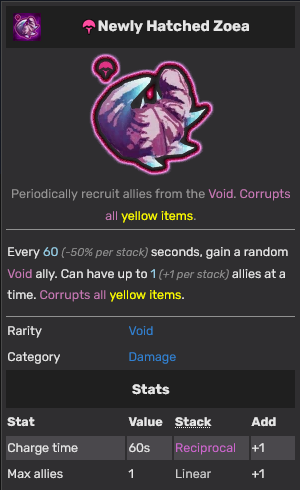 Newly Hatched Zoea
Periodically recruit allies from the Void. Corrupts
all yellow items.
Every 60 (-50% per stack) seconds, gain a random
Void ally. Can have up to 1 (+1 per stack) allies at a
time. Corrupts all yellow items.
Rarity Void
Category Damage
Stats
Stat Value Stack Add
Charge time 60s Reciprocal +1
Max allies 1 Linear +1